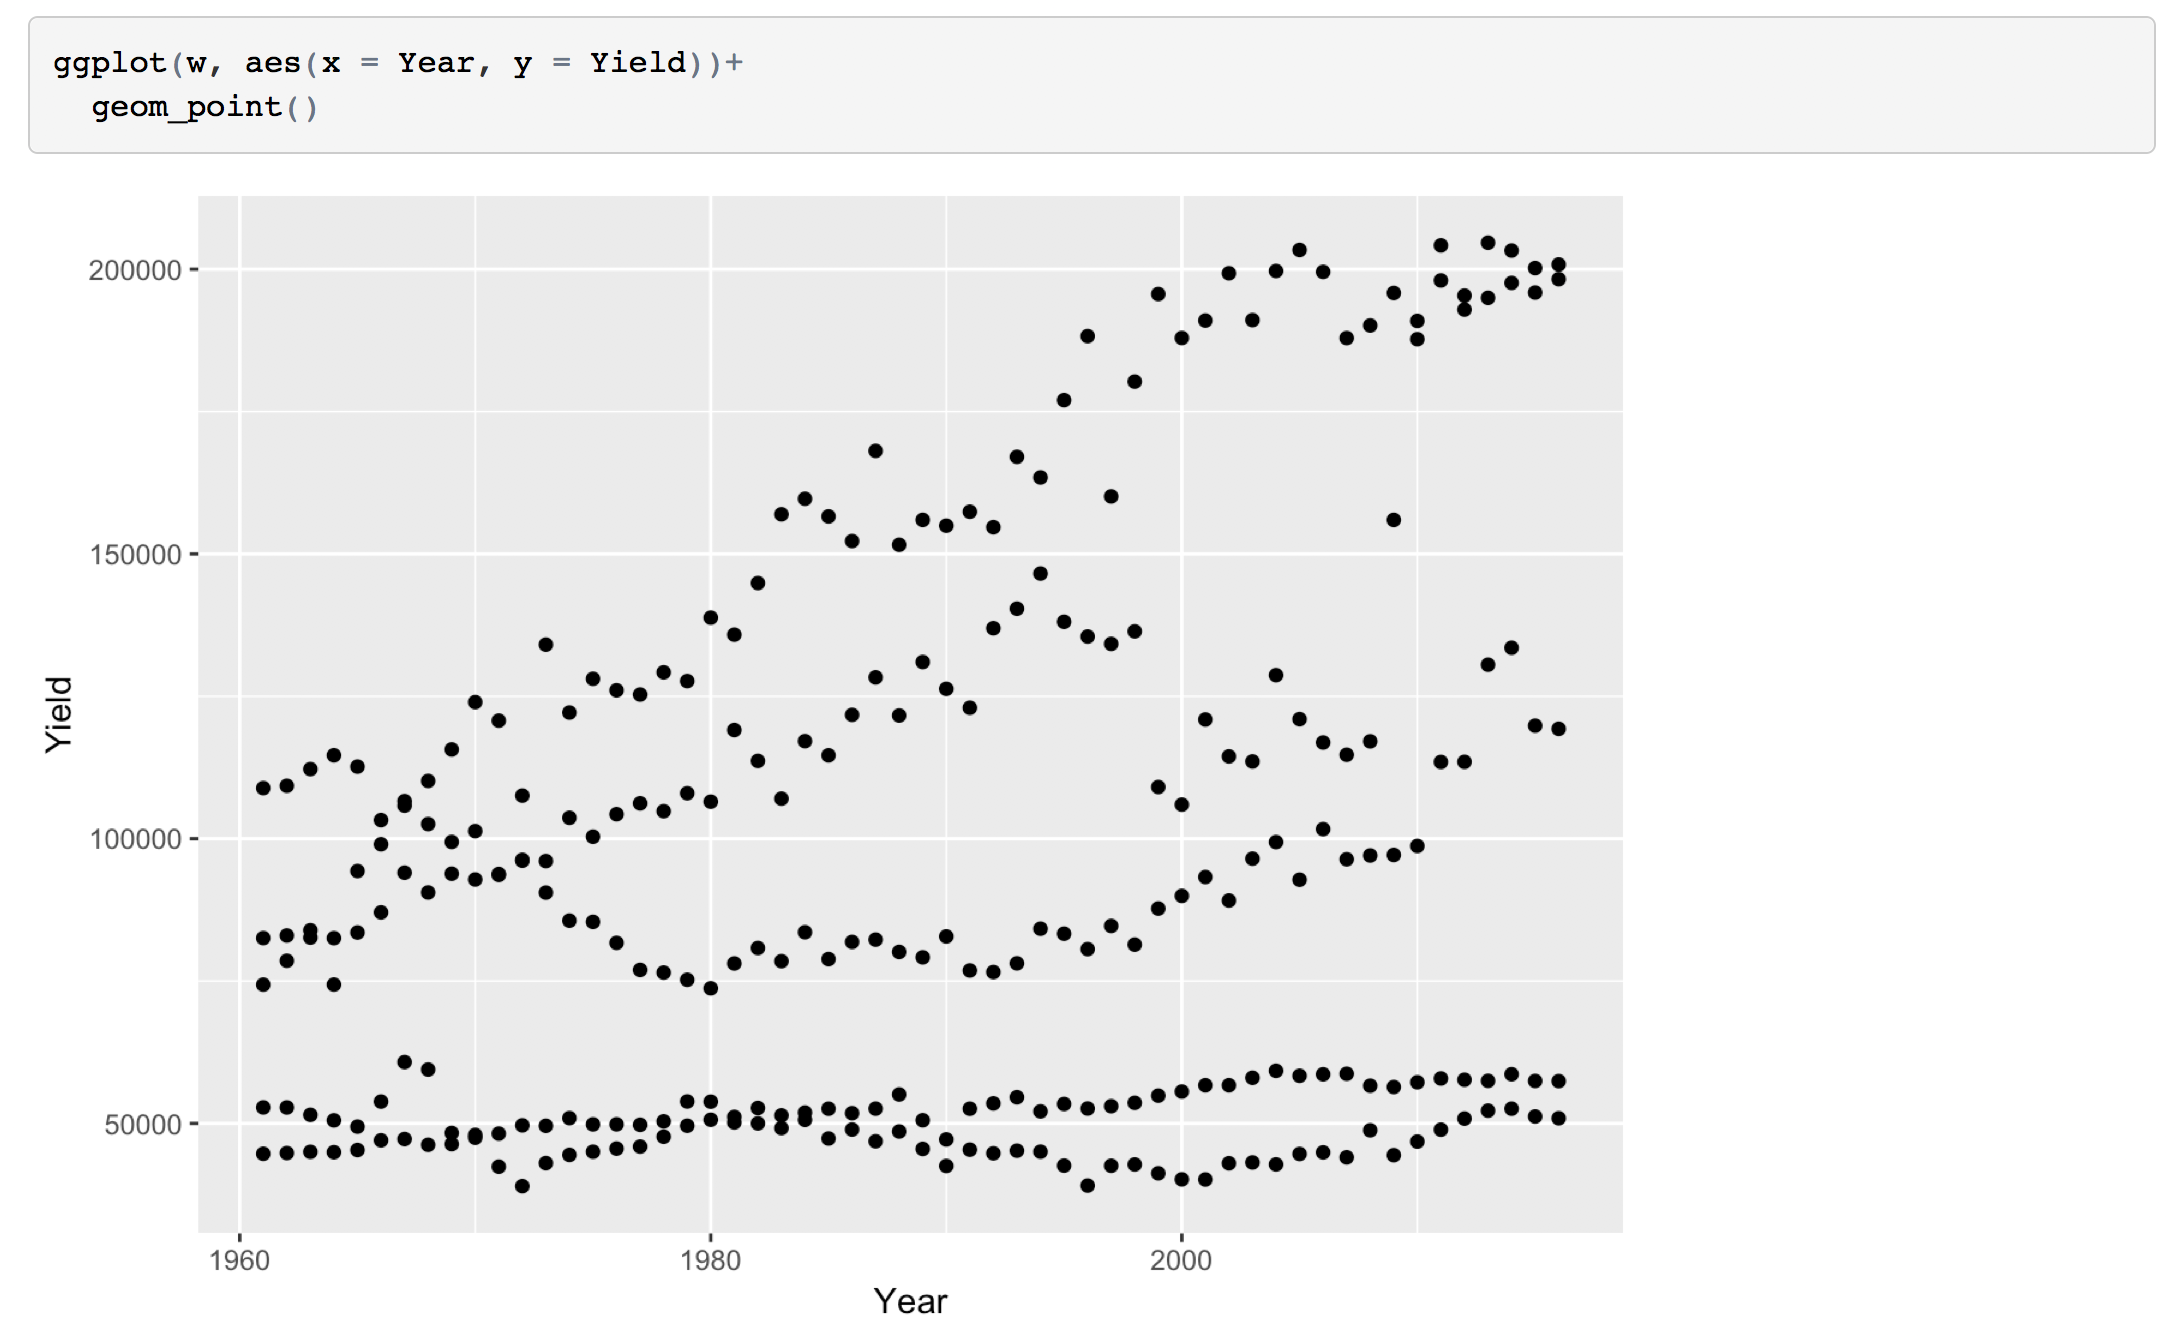 ggplot(w, aes(x = Year, y = Yield))+
  geom_point()
200000
150000
100000
50000
Yield
1960
1980
2000
Year